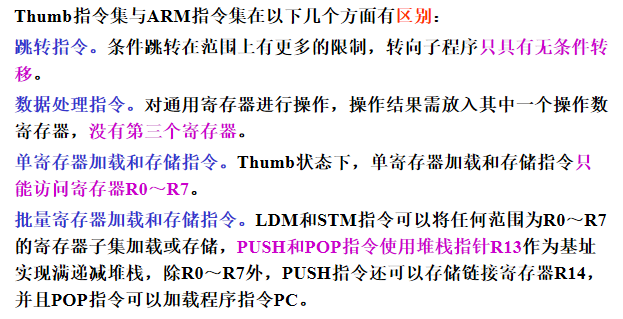 Thumb指令集与ARM指令集在以下几个方面有区别：
跳转指令。条件跳转在范围上有更多的限制，转向子程序只具有无条件转
移。
数据处理指令。对通用寄存器进行操作，操作结果需放入其中一个操作数
寄存器，没有第三个寄存器。
单寄存器加载和存储指令。Thumb状态下，单寄存器加载和存储指令只
能访问寄存器R0～R7。
批量寄存器加载和存储指令。LDM和STM指令可以将任何范围为R0～R7
的寄存器子集加载或存储，PUSH和POP指令使用堆栈指针R13作为基址
实现满递减堆栈，除R0～R7外，PUSH指令还可以存储链接寄存器R14，
并且POP指令可以加载程序指令PC。